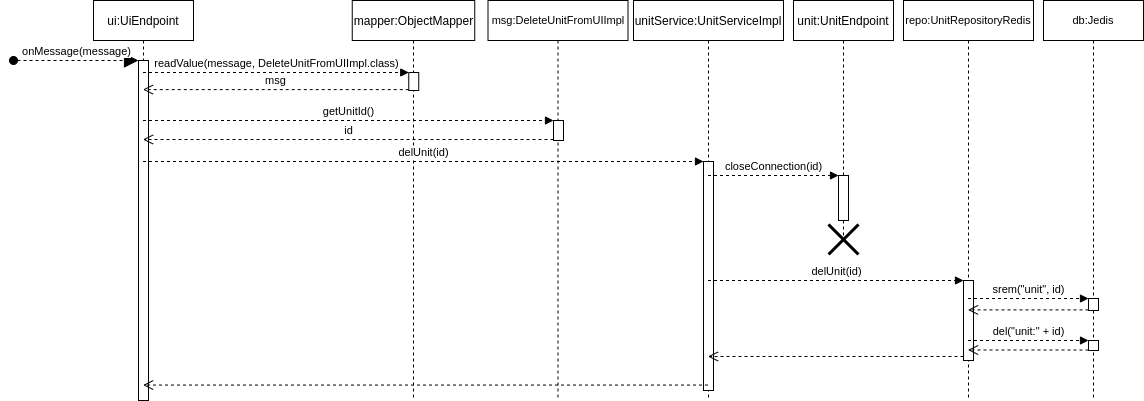 ui:UiEndpoint
mapper:ObjectMapper
msg:DeleteUnitFromUIImpl
unitService:UnitServiceImpl
unit:UnitEndpoint
repo:UnitRepositoryRedis
db:Jedis
onMessage(message)
readValue(message, DeleteUnitFromUIImpl.class)
msg
getUnitId()
id
delUnit(id)
closeConnection(id)
delUnit(id)
srem("unit", id)
del("unit:" + id)